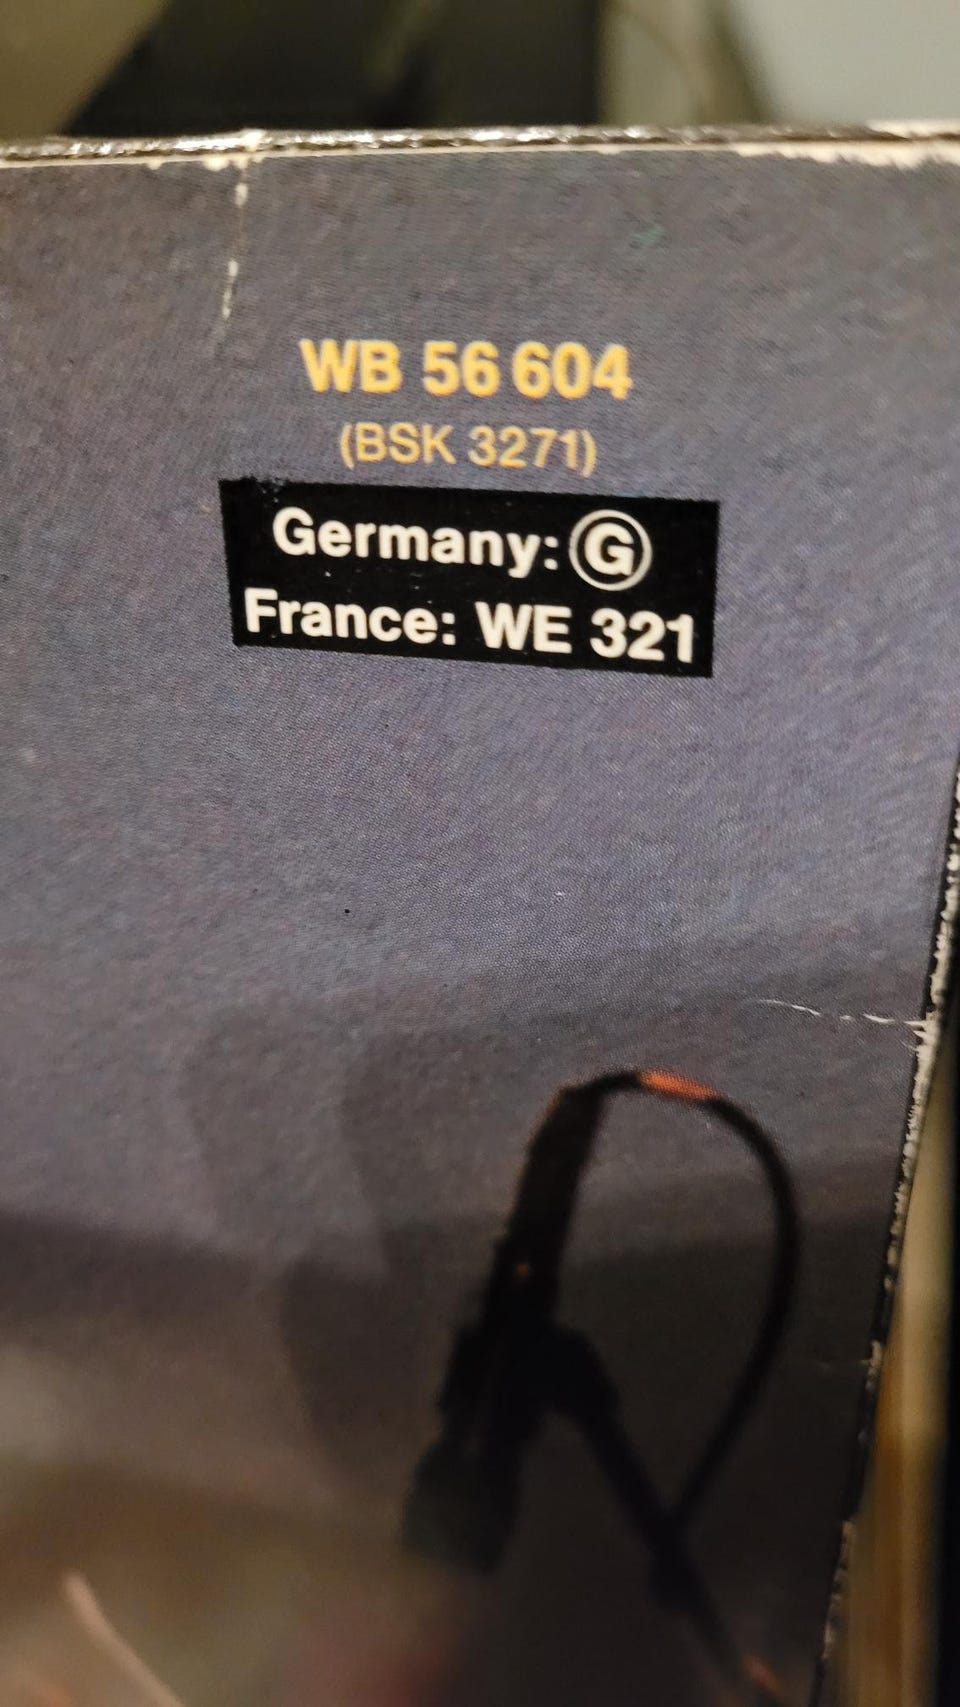 WB 56 604
(BSK 3271)
Germany: Ⓖ
France: WE 321